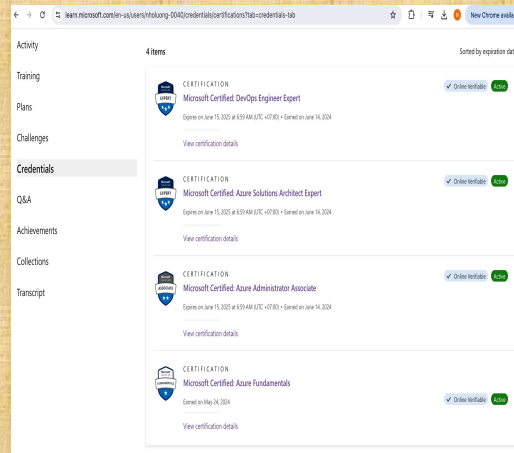 learn.microsoft.com/en-us/users/nholuong-0040/credentials/certifications?tab=credentials-tab
New Chrome availa
Activity
Training
Plans
Challenges
Credentials
Q&A
Achievements
Collections
Transcript
4 items
Sorted by expiration dat
CERTIFICATION
Microsoft Certified: DevOps Engineer Expert
Expires on June 15, 2025 at 6:59 AM (UTC +07:00) • Earned on June 14, 2024
View certification details
✓ Online Verifiable Active
EXPERT
CERTIFICATION
Microsoft Certified: Azure Solutions Architect Expert
Expires on June 15, 2025 at 6:59 AM (UTC +07:00) • Earned on June 14, 2024
View certification details
✓ Online Verifiable Active
EXPERT
CERTIFICATION
Microsoft Certified: Azure Administrator Associate
Expires on June 15, 2025 at 6:59 AM (UTC +07:00) • Earned on June 14, 2024
View certification details
✓ Online Verifiable Active
ASSOCIATE
CERTIFICATION
Microsoft Certified: Azure Fundamentals
Earned on May 24, 2024
View certification details
✓ Online Verifiable Active
FUNDAMENTALS